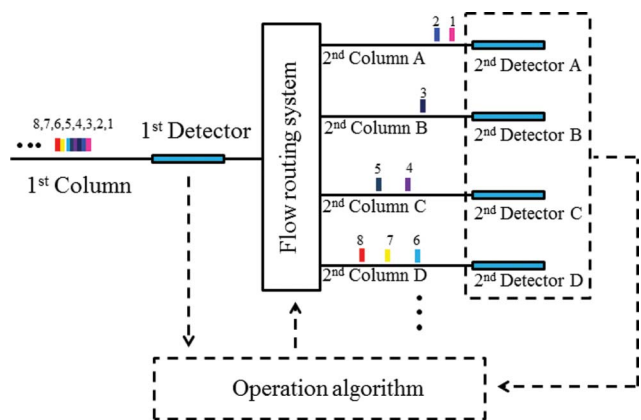 2 1
2nd Column A
2nd Detector A
3
8,7,6,5,4,3,2,1
1st Detector
2nd Column B
2nd Detector B
1st Column
Flow routing system
5 4
2nd Column C
2nd Detector C
8 7 6
2nd Column D
2nd Detector D
Operation algorithm